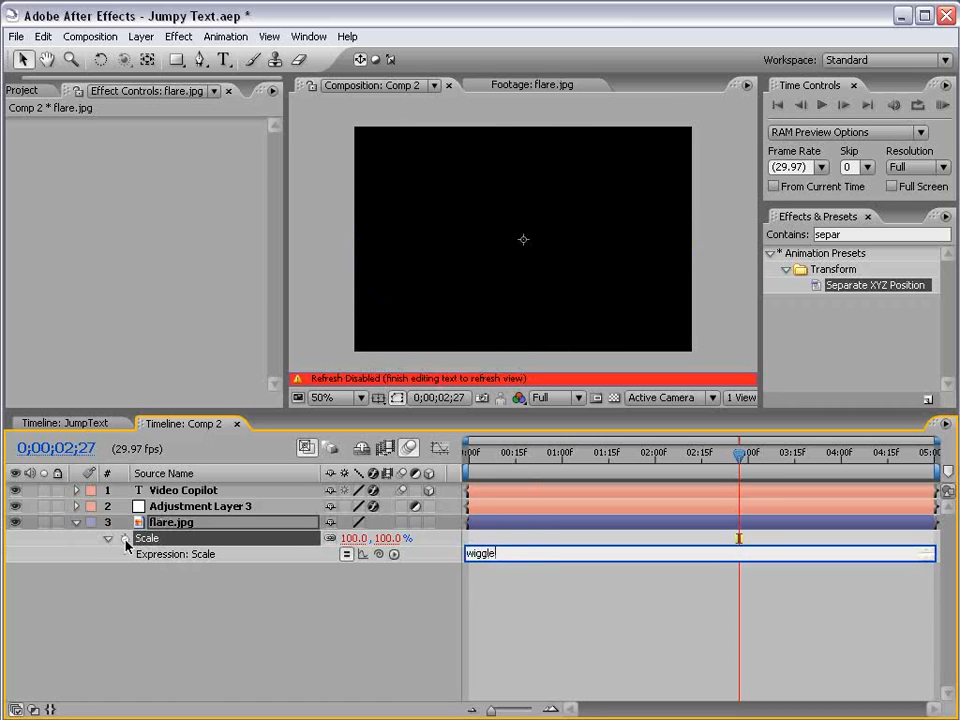 Adobe After Effects - Jumpy Text.aep *
File Edit Composition Layer Effect Animation View Window Help
Workspace: Standard
Project Effect Controls: flare.jpg
Comp 2 * flare.jpg
Composition: Comp 2
Footage: flare.jpg
Time Controls
RAM Preview Options
Frame Rate Skip Resolution
(29.97) 0 Full
From Current Time Full Screen
Effects & Presets
Contains: separ
* Animation Presets
Transform
Separate XYZ Position
Refresh Disabled (finish editing text to refresh view)
50% 0;00;02;27 Full Active Camera 1 View
Timeline: JumpText Timeline: Comp 2
0;00;02;27 (29.97 fps)
:00f 00:15f 01:00f 01:15f 02:00f 02:15f 03:00f 03:15f 04:00f 04:15f 05:00
# Source Name
1 T Video Copilot
2 Adjustment Layer 3
3 flare.jpg
Scale 100.0, 100.0 %
Expression: Scale
wiggle